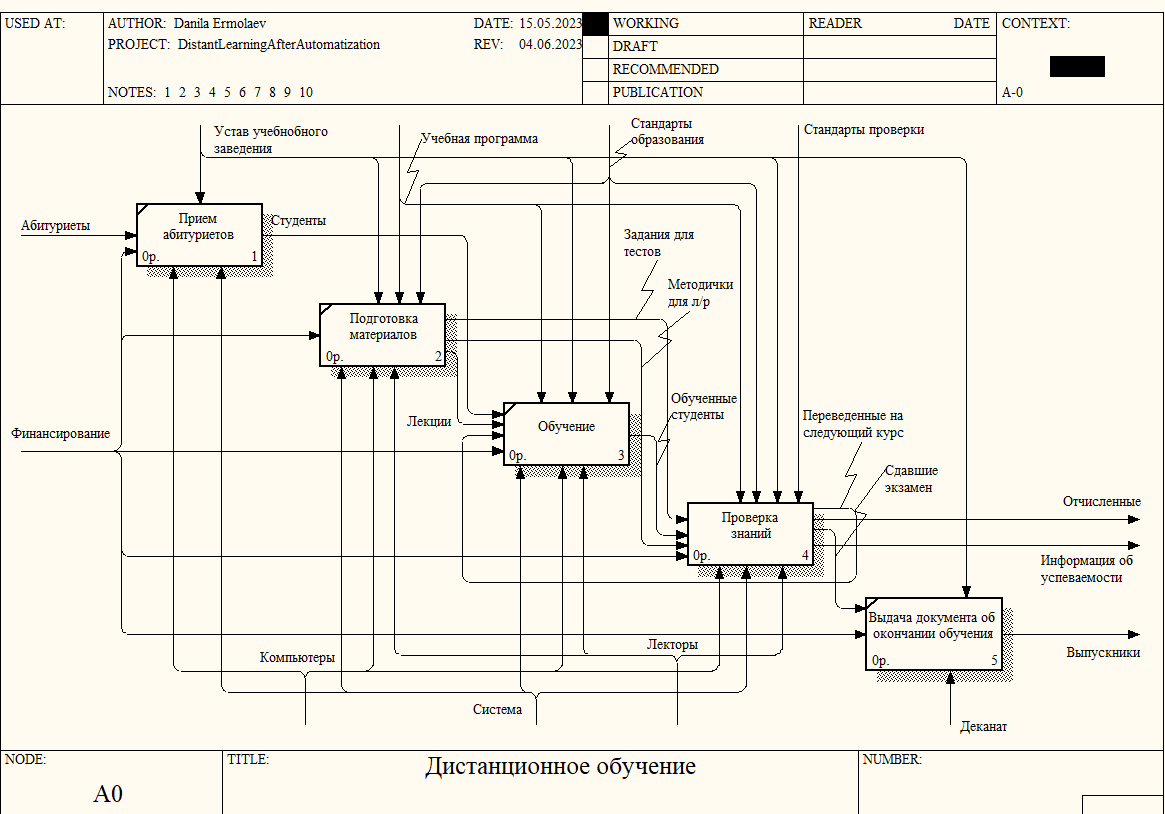 USED AT:
AUTHOR: Danila Ermolaev
DATE: 15.05.2023
PROJECT: DistantLearningAfterAutomatization
REV: 04.06.2023
NOTES: 1 2 3 4 5 6 7 8 9 10
WORKING
DRAFT
RECOMMENDED
PUBLICATION
READER
DATE
CONTEXT:
A-0
Устав учебнобного
заведения
Учебная программа
Стандарты
образования
Стандарты проверки
Абитуриеты
Прием
абитуриетов
0р.
1
Студенты
Задания для
тестов
Методички
для л/р
Подготовка
материалов
0р.
2
Лекции
Обучение
0р.
3
Обученные
студенты
Финансирование
Переведенные на
следующий курс
Сдавшие
экзамен
Проверка
знаний
0р.
4
Отчисленные
Информация об
успеваемости
Выдача документа об
окончании обучения
0р.
5
Выпускники
Компьютеры
Лекторы
Система
Деканат
NODE:
A0
TITLE:
Дистанционное обучение
NUMBER: